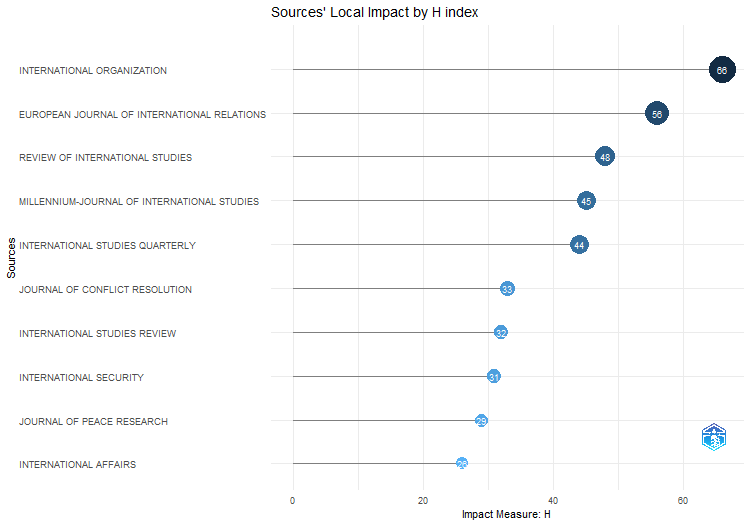 Sources' Local Impact by H index
INTERNATIONAL ORGANIZATION
66
EUROPEAN JOURNAL OF INTERNATIONAL RELATIONS
56
REVIEW OF INTERNATIONAL STUDIES
48
MILLENNIUM-JOURNAL OF INTERNATIONAL STUDIES
45
INTERNATIONAL STUDIES QUARTERLY
44
Sources
JOURNAL OF CONFLICT RESOLUTION
33
INTERNATIONAL STUDIES REVIEW
32
INTERNATIONAL SECURITY
31
JOURNAL OF PEACE RESEARCH
29
INTERNATIONAL AFFAIRS
26
0 20 40 60
Impact Measure: H